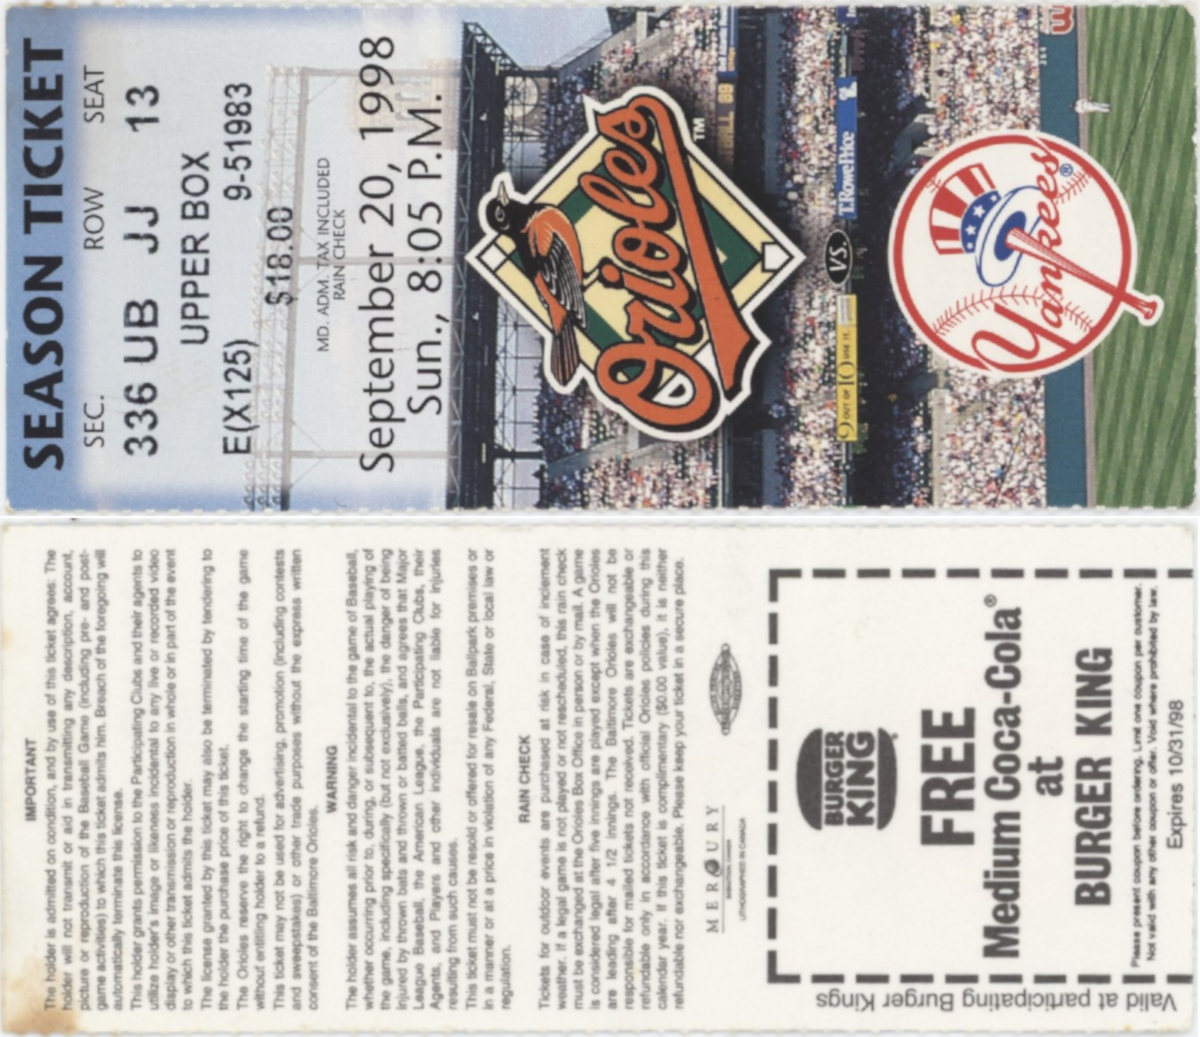 SEASON TICKET
SEC. ROW SEAT
336 UB JJ 13
UPPER BOX
E(X125) 9-51983
$18.00
MD. ADM. TAX INCLUDED
RAIN CHECK
September 20, 1998
Sun., 8:05 P.M.
Orioles
TM
VS.
Yankees
®
T.RowePrice
9 OUT OF 10 USE IT.
IMPORTANT
The holder is admitted on condition, and by use of this ticket agrees: The
holder will not transmit or aid in transmitting any description, account,
picture or reproduction of the Baseball Game (including pre- and post-
game activities) to which this ticket admits him. Breach of the foregoing will
automatically terminate this license.
This holder grants permission to the Participating Clubs and their agents to
utilize holder's image or likeness incidental to any live or recorded video
display or other transmission or reproduction in whole or in part of the event
to which this ticket admits the holder.
The license granted by this ticket may also be terminated by tendering to
the holder the purchase price of this ticket.
The Orioles reserve the right to change the starting time of the game
without entitling holder to a refund.
This ticket may not be used for advertising, promotion (including contests
and sweepstakes) or other trade purposes without the express written
consent of the Baltimore Orioles.
WARNING
The holder assumes all risk and danger incidental to the game of Baseball,
whether occurring prior to, during, or subsequent to, the actual playing of
the game, including specifically (but not exclusively), the danger of being
injured by thrown bats and thrown or batted balls, and agrees that Major
League Baseball, the American League, the Participating Clubs, their
Agents, and Players and other individuals are not liable for injuries
resulting from such causes.
This ticket must not be resold or offered for resale on Ballpark premises or
in a manner or at a price in violation of any Federal, State or local law or
regulation.
RAIN CHECK
Tickets for outdoor events are purchased at risk in case of inclement
weather. If a legal game is not played or not rescheduled, this rain check
must be exchanged at the Orioles Box Office in person or by mail. A game
is considered legal after five innings are played except when the Orioles
are leading after 4 1/2 innings. The Baltimore Orioles will not be
responsible for mailed tickets not received. Tickets are exchangeable or
refundable only in accordance with official Orioles policies during this
calendar year. If this ticket is complimentary ($0.00 value), it is neither
refundable nor exchangeable. Please keep your ticket in a secure place.
MERCURY
LITHOGRAPHED IN CANADA
BURGER
KING
FREE
Medium Coca-Cola®
at
BURGER KING
Please present coupon before ordering. Limit one coupon per customer.
Not valid with any other coupon or offer. Void where prohibited by law.
Expires 10/31/98
Valid at participating Burger Kings